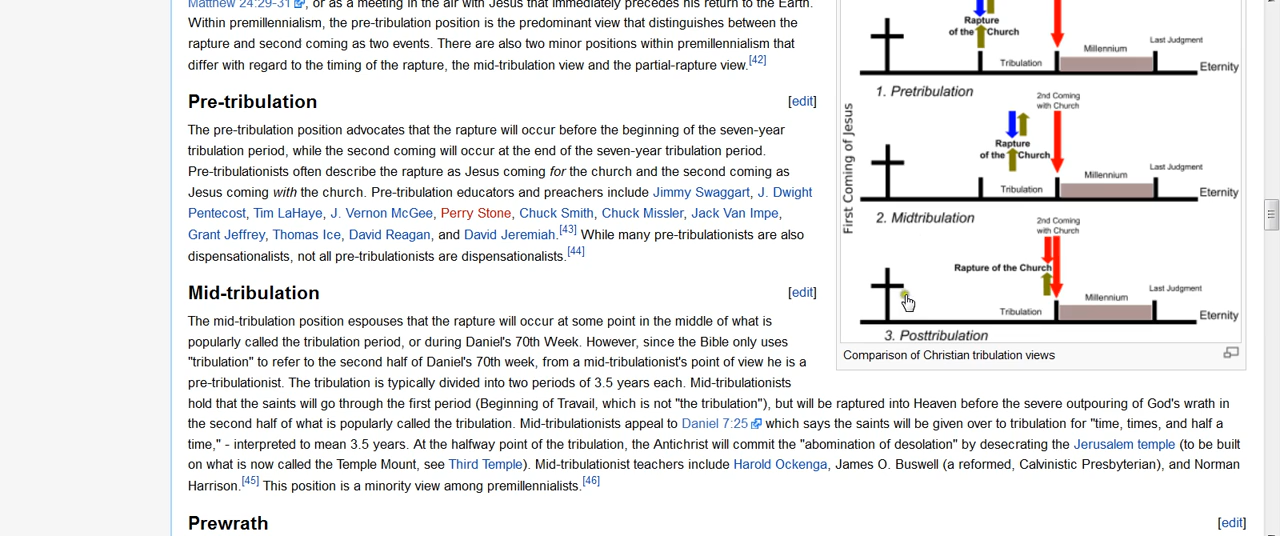 Matthew 24:29-31, or as a meeting in the air with Jesus that immediately precedes his return to the Earth.
Within premillennialism, the pre-tribulation position is the predominant view that distinguishes between the
rapture and second coming as two events. There are also two minor positions within premillennialism that
differ with regard to the timing of the rapture, the mid-tribulation view and the partial-rapture view.[42]
Pre-tribulation
[edit]
The pre-tribulation position advocates that the rapture will occur before the beginning of the seven-year
tribulation period, while the second coming will occur at the end of the seven-year tribulation period.
Pre-tribulationists often describe the rapture as Jesus coming for the church and the second coming as
Jesus coming with the church. Pre-tribulation educators and preachers include Jimmy Swaggart, J. Dwight
Pentecost, Tim LaHaye, J. Vernon McGee, Perry Stone, Chuck Smith, Chuck Missler, Jack Van Impe,
Grant Jeffrey, Thomas Ice, David Reagan, and David Jeremiah.[43] While many pre-tribulationists are also
dispensationalists, not all pre-tribulationists are dispensationalists.[44]
Mid-tribulation
[edit]
The mid-tribulation position espouses that the rapture will occur at some point in the middle of what is
popularly called the tribulation period, or during Daniel's 70th Week. However, since the Bible only uses
"tribulation" to refer to the second half of Daniel's 70th week, from a mid-tribulationist's point of view he is a
pre-tribulationist. The tribulation is typically divided into two periods of 3.5 years each. Mid-tribulationists
hold that the saints will go through the first period (Beginning of Travail, which is not "the tribulation"), but will be raptured into Heaven before the severe outpouring of God's wrath in
the second half of what is popularly called the tribulation. Mid-tribulationists appeal to Daniel 7:25 which says the saints will be given over to tribulation for "time, times, and half a
time," - interpreted to mean 3.5 years. At the halfway point of the tribulation, the Antichrist will commit the "abomination of desolation" by desecrating the Jerusalem temple (to be built
on what is now called the Temple Mount, see Third Temple). Mid-tribulationist teachers include Harold Ockenga, James O. Buswell (a reformed, Calvinistic Presbyterian), and Norman
Harrison.[45] This position is a minority view among premillennialists.[46]
Prewrath
[edit]
First Coming of Jesus
Rapture
of the Church
Tribulation
Millennium
Last Judgment
Eternity
1. Pretribulation
2nd Coming
with Church
Rapture
of the Church
Tribulation
Millennium
Last Judgment
Eternity
2. Midtribulation
2nd Coming
with Church
Rapture of the Church
Tribulation
Millennium
Last Judgment
Eternity
3. Posttribulation
Comparison of Christian tribulation views